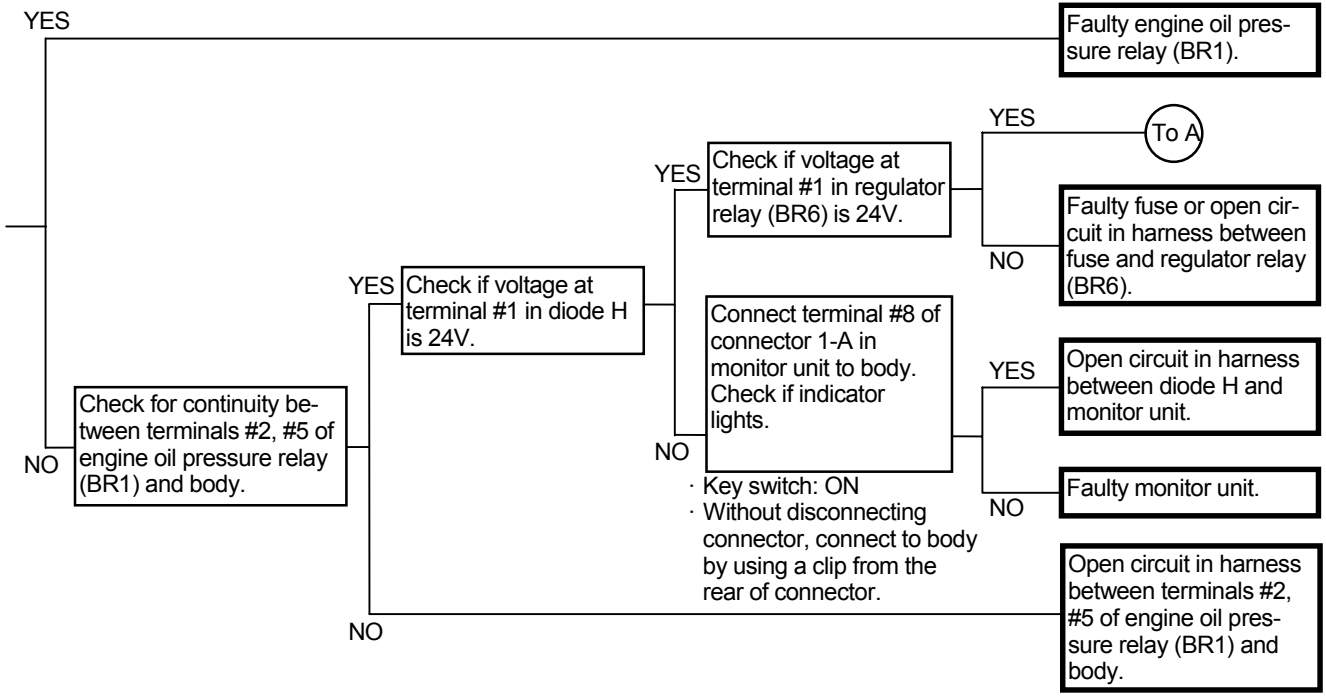 YES
Faulty engine oil pres-
sure relay (BR1).
YES
To A
YES
Check if voltage at
terminal #1 in regulator
relay (BR6) is 24V.
Faulty fuse or open cir-
cuit in harness between
fuse and regulator relay
(BR6).
NO
YES
Check if voltage at
terminal #1 in diode H
is 24V.
Connect terminal #8 of
connector 1-A in
monitor unit to body.
Check if indicator
lights.
NO
· Key switch: ON
· Without disconnecting
connector, connect to body
by using a clip from the
rear of connector.
YES
Open circuit in harness
between diode H and
monitor unit.
NO
Faulty monitor unit.
NO
Check for continuity be-
tween terminals #2, #5 of
engine oil pressure relay
(BR1) and body.
NO
Open circuit in harness
between terminals #2,
#5 of engine oil pres-
sure relay (BR1) and
body.